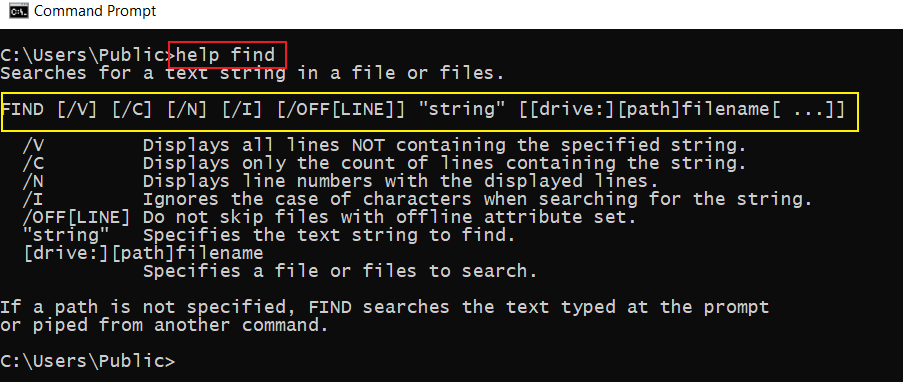 Command Prompt
C:\Users\Public>help find
Searches for a text string in a file or files.
FIND [/V] [/C] [/N] [/I] [/OFF[LINE]] "string" [[drive:][path]filename[ ...]]
/V Displays all lines NOT containing the specified string.
/C Displays only the count of lines containing the string.
/N Displays line numbers with the displayed lines.
/I Ignores the case of characters when searching for the string.
/OFF[LINE] Do not skip files with offline attribute set.
"string" Specifies the text string to find.
[drive:][path]filename
Specifies a file or files to search.
If a path is not specified, FIND searches the text typed at the prompt
or piped from another command.
C:\Users\Public>